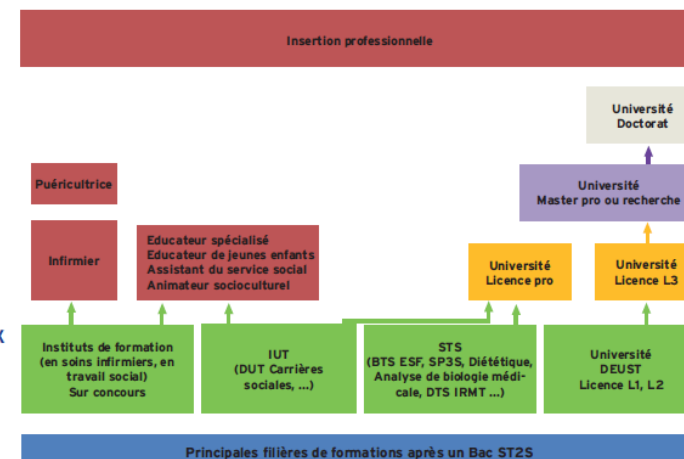 Insertion professionnelle
Université
Doctorat
Puéricultrice
Université
Master pro ou recherche
Infirmier
Educateur spécialisé
Educateur de jeunes enfants
Assistant du service social
Animateur socioculturel
Université
Licence pro
Université
Licence L3
x
Instituts de formation
(en soins infirmiers, en
travail social)
Sur concours
IUT
(DUT Carrières
sociales, ...)
STS
(BTS ESF, SP3S, Diététique,
Analyse de biologie médi-
cale, DTS IRMT ...)
Université
DEUST
Licence L1, L2
Principales filières de formations après un Bac ST2S